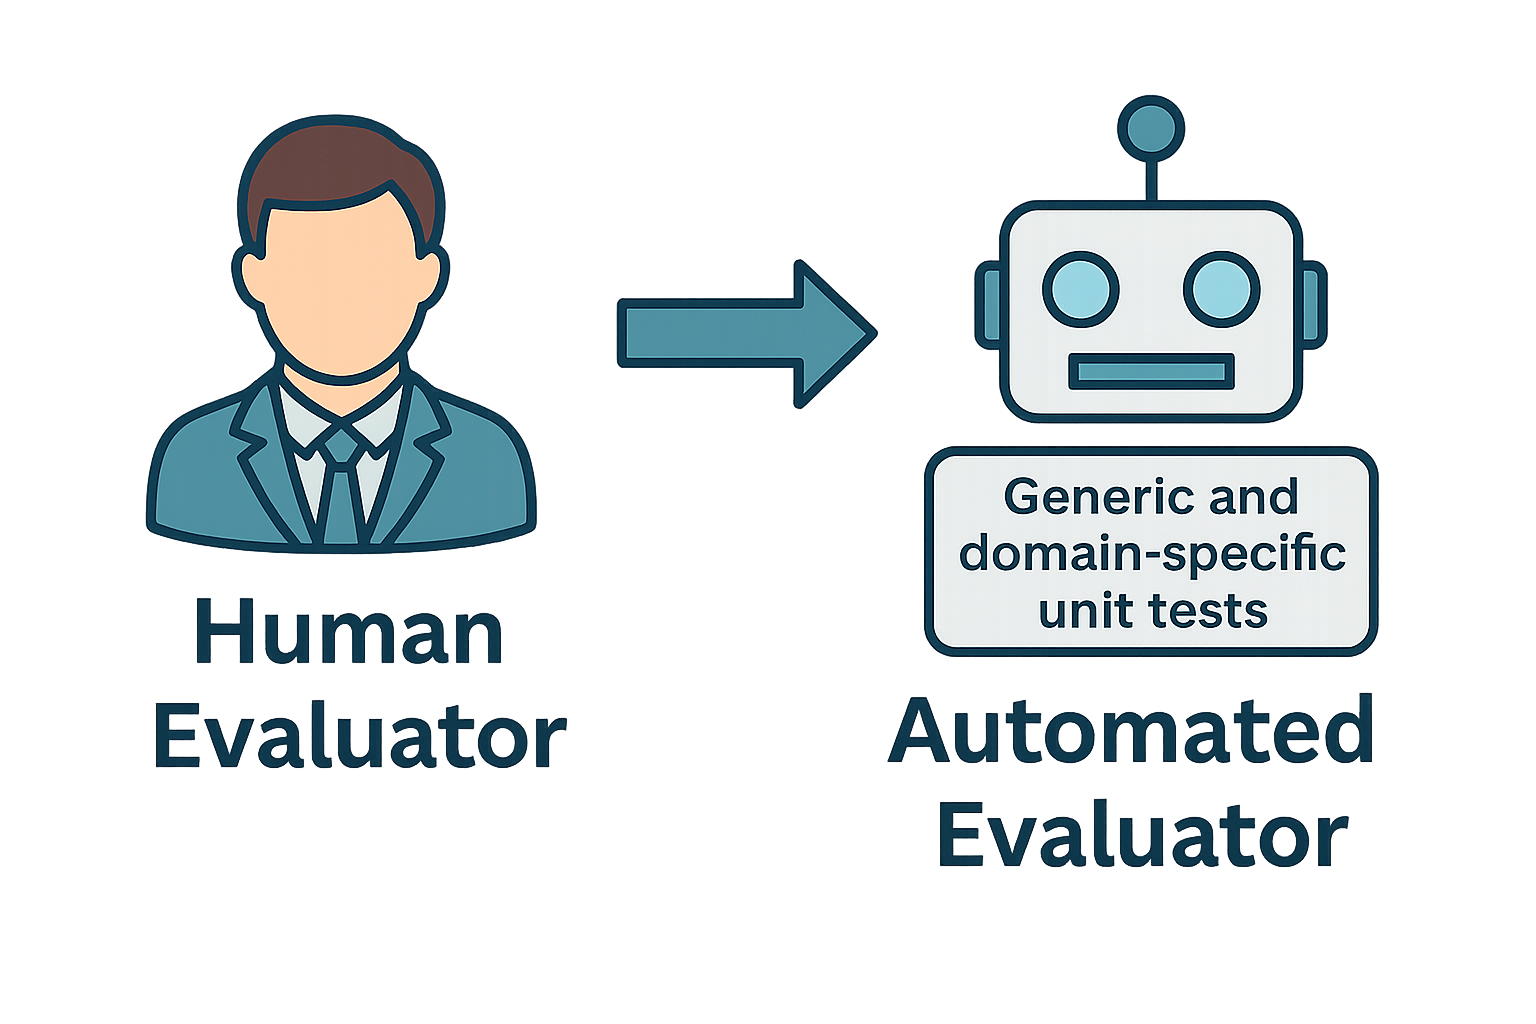 Human
Evaluator
Generic and
domain-specific
unit tests
Automated
Evaluator